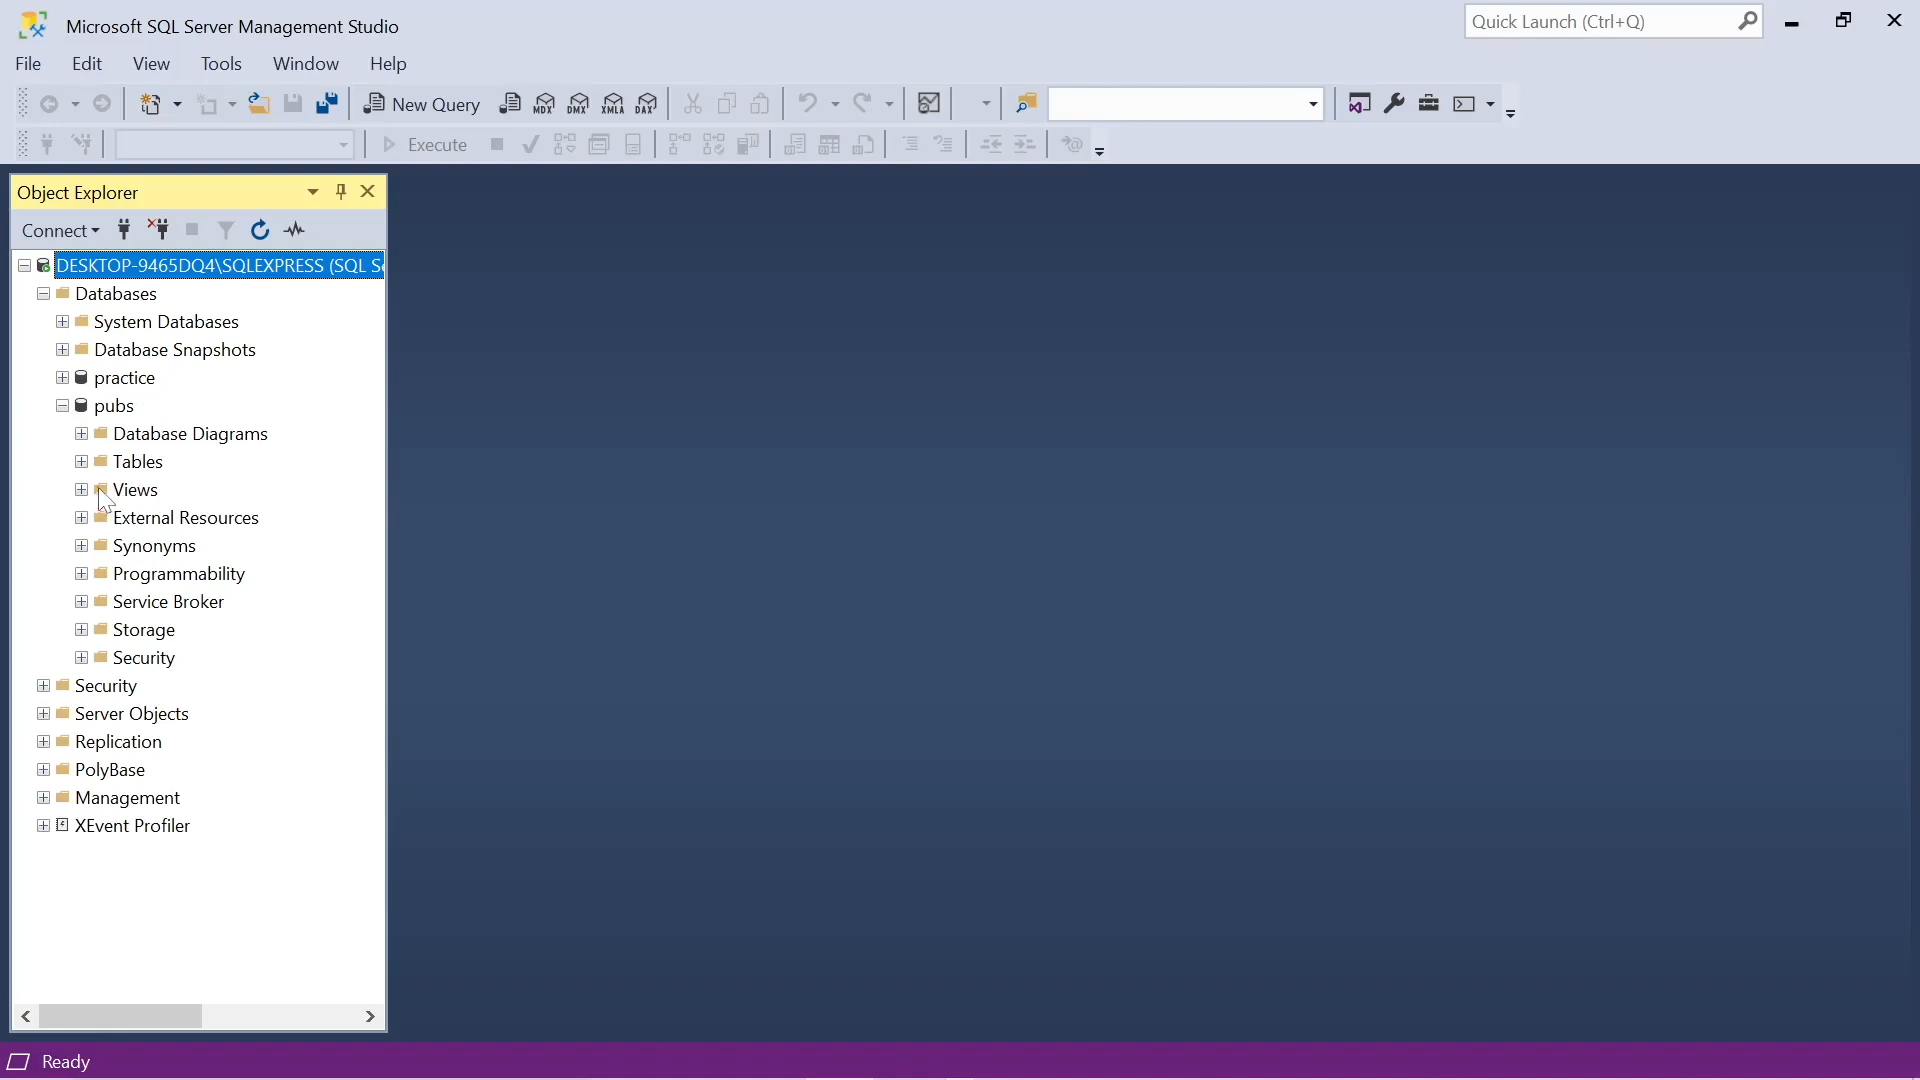 Microsoft SQL Server Management Studio
Quick Launch (Ctrl+Q)
File Edit View Tools Window Help
New Query MDX DMX XMLA DAX
Execute
Object Explorer
Connect
DESKTOP-9465DQ4\SQLEXPRESS (SQL Se
Databases
System Databases
Database Snapshots
practice
pubs
Database Diagrams
Tables
Views
External Resources
Synonyms
Programmability
Service Broker
Storage
Security
Security
Server Objects
Replication
PolyBase
Management
XEvent Profiler
Ready